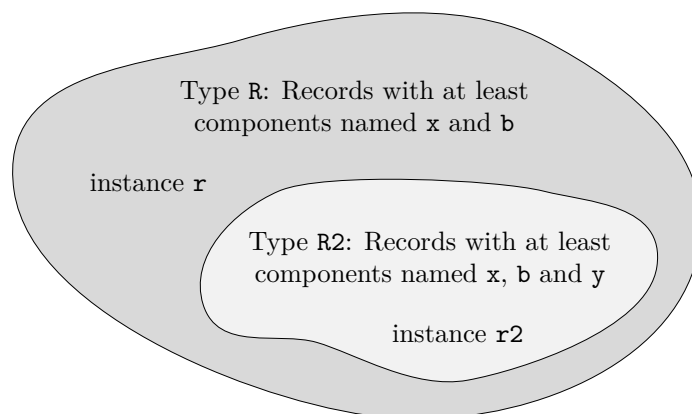 Type R: Records with at least
components named x and b
instance r
Type R2: Records with at least
components named x, b and y
instance r2